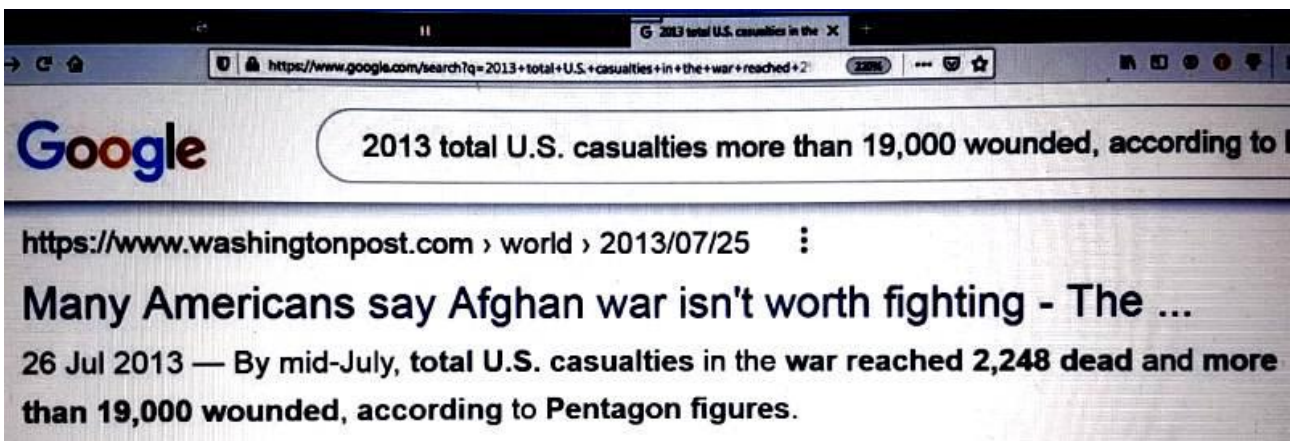 G 2013 total U.S. casualties in the X
https://www.google.com/search?q=2013+total+U.S.+casualties+in+the+war+reached+2
220%
Google
2013 total U.S. casualties more than 19,000 wounded, according to
https://www.washingtonpost.com › world › 2013/07/25
Many Americans say Afghan war isn't worth fighting - The ...
26 Jul 2013 — By mid-July, total U.S. casualties in the war reached 2,248 dead and more
than 19,000 wounded, according to Pentagon figures.